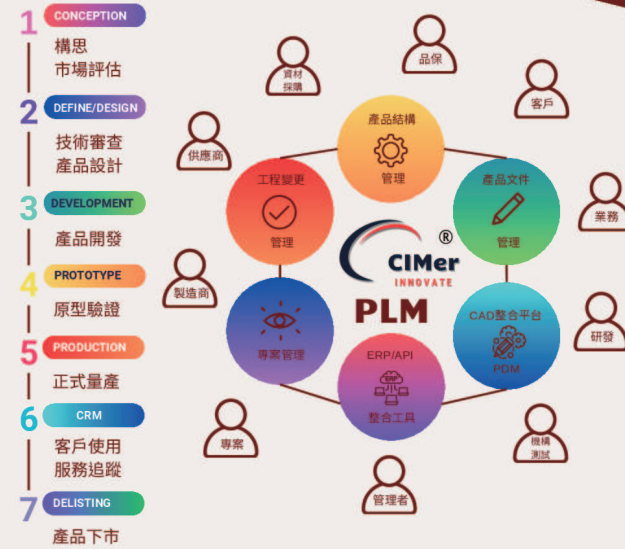 1 CONCEPTION
構思
市場評估
2 DEFINE/DESIGN
技術審查
產品設計
3 DEVELOPMENT
產品開發
4 PROTOTYPE
原型驗證
5 PRODUCTION
正式量產
6 CRM
客戶使用
服務追蹤
7 DELISTING
產品下市
品保
資材
採購
客戶
供應商
業務
製造商
研發
專案
機構
測試
管理者
產品結構
管理
工程變更
管理
產品文件
管理
專案管理
CAD整合平台
PDM
ERP/API
ERP
整合工具
CIMer ®
INNOVATE
PLM